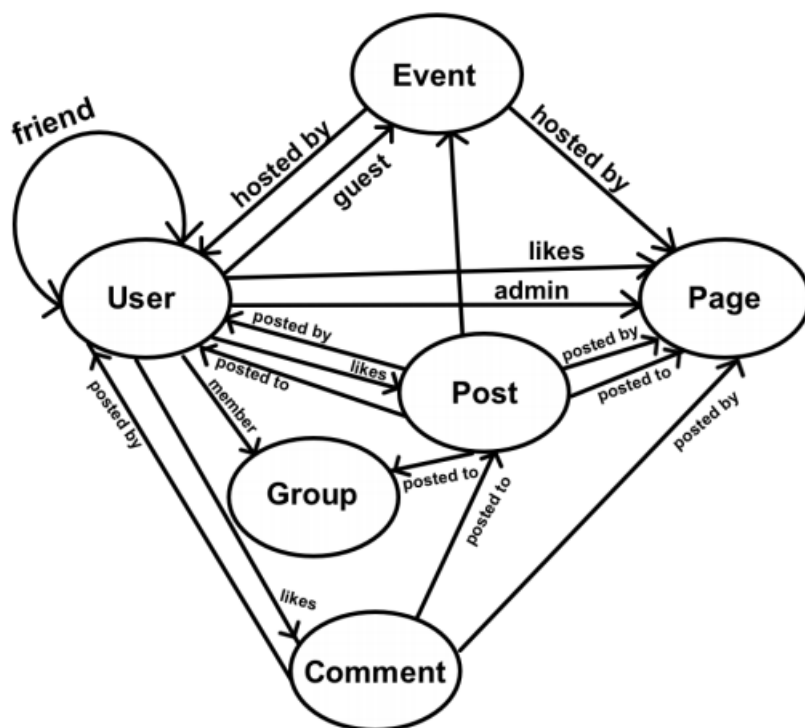 Event
friend
hosted by
guest
hosted by
likes
User
admin
Page
posted by
likes
posted to
posted by
posted to
Post
member
posted by
posted by
Group
posted to
posted to
likes
Comment